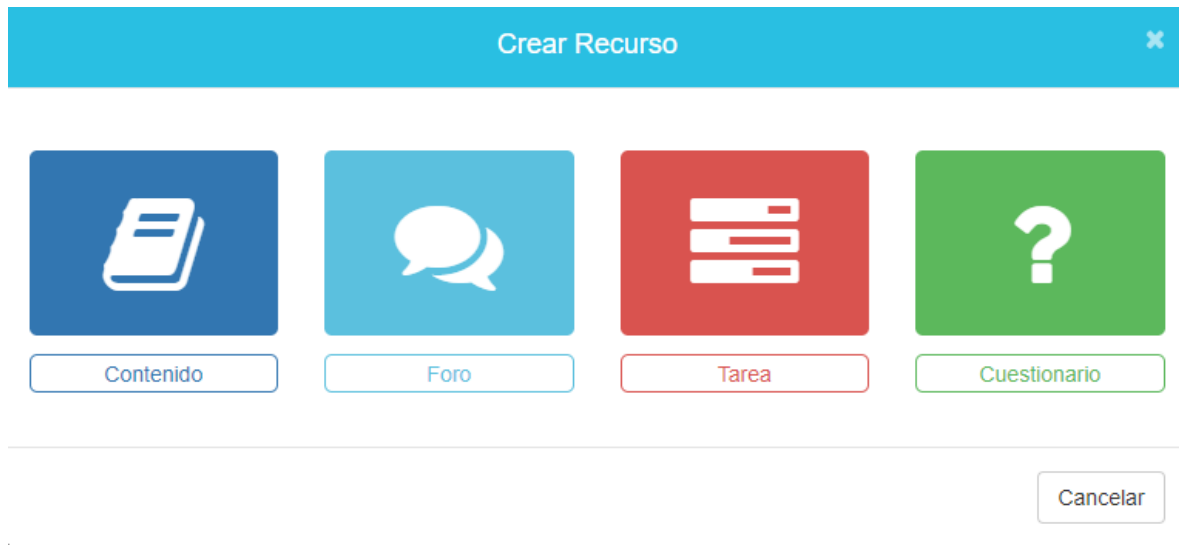 Crear Recurso
Contenido
Foro
Tarea
Cuestionario
Cancelar